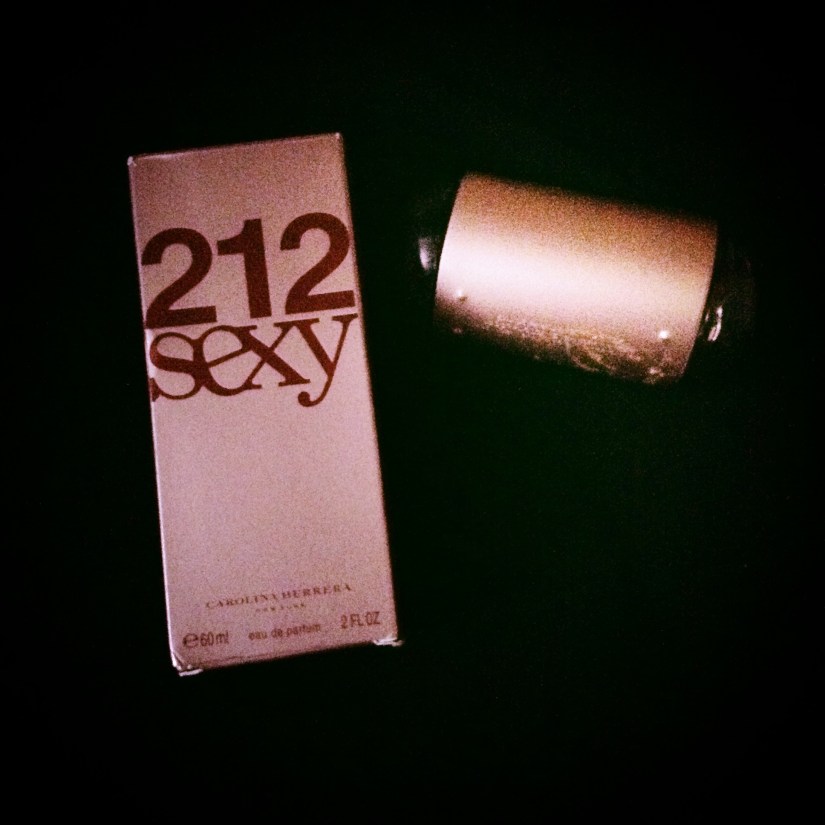 212
sexy
CAROLINA HERRERA
NEW YORK
℮60ml eau de parfum 2 FL OZ